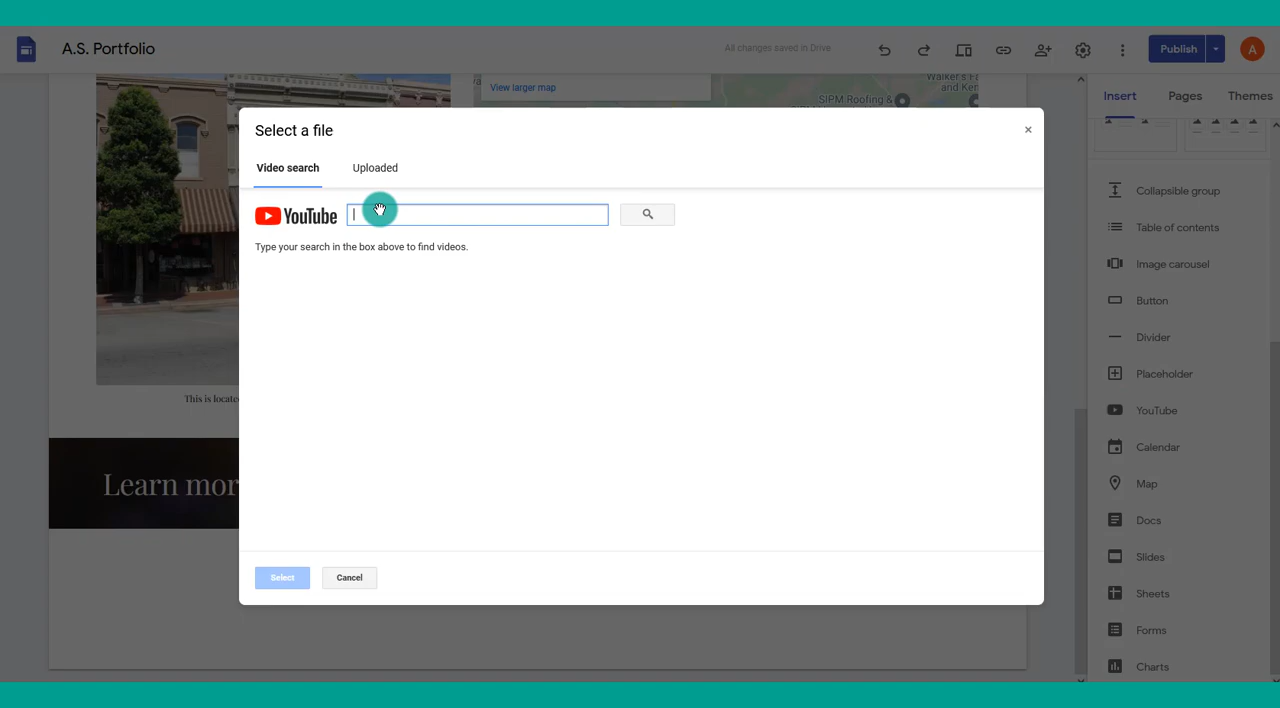 A.S. Portfolio
All changes saved in Drive
Publish
A
View larger map
Walker's Fa
and Ken
SIPM Roofing &
Insert
Pages
Themes
Select a file
×
Video search
Uploaded
YouTube
Type your search in the box above to find videos.
Select
Cancel
This is locate
Learn mor
Collapsible group
Table of contents
Image carousel
Button
Divider
Placeholder
YouTube
Calendar
Map
Docs
Slides
Sheets
Forms
Charts